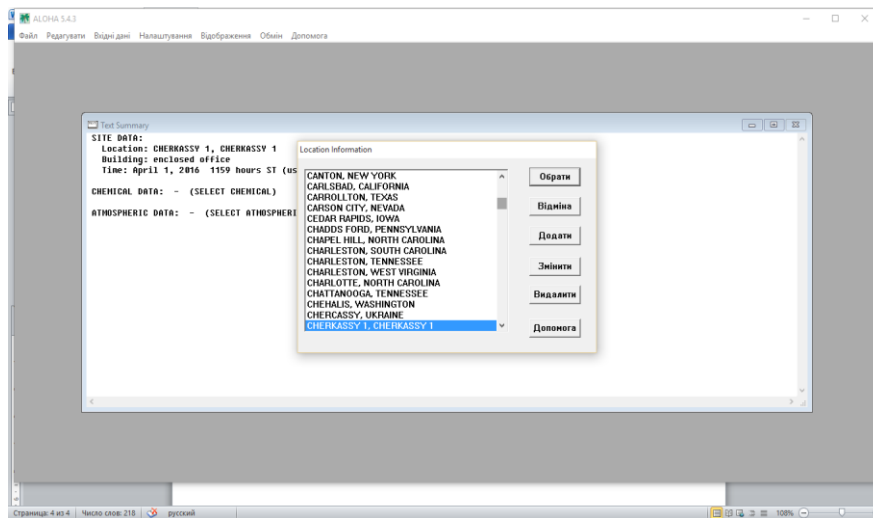 ALOHA 5.4.3
Файл Редагувати Вхідні дані Налаштування Відображення Обмін Допомога
Text Summary
SITE DATA:
Location: CHERKASSY 1, CHERKASSY 1
Building: enclosed office
Time: April 1, 2016 1159 hours ST (us
CHEMICAL DATA: - (SELECT CHEMICAL)
ATMOSPHERIC DATA: - (SELECT ATMOSPHERI
Location Information
CANTON, NEW YORK
CARLSBAD, CALIFORNIA
CARROLLTON, TEXAS
CARSON CITY, NEVADA
CEDAR RAPIDS, IOWA
CHADDS FORD, PENNSYLVANIA
CHAPEL HILL, NORTH CAROLINA
CHARLESTON, SOUTH CAROLINA
CHARLESTON, TENNESSEE
CHARLESTON, WEST VIRGINIA
CHARLOTTE, NORTH CAROLINA
CHATTANOOGA, TENNESSEE
CHEHALIS, WASHINGTON
CHERCASSY, UKRAINE
CHERKASSY 1, CHERKASSY 1
Обрати
Відміна
Додати
Змінити
Видалити
Допомога
Страница: 4 из 4 Число слов: 218 русский 108%